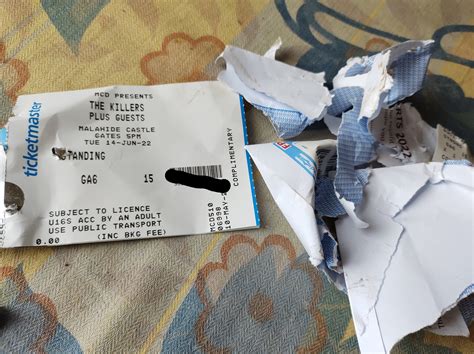 ticketmaster
MCD PRESENTS
THE KILLERS
PLUS GUESTS
MALAHIDE CASTLE
GATES 5PM
TUE 14-JUN-22
STANDING
GA6 15
SUBJECT TO LICENCE
U16S ACC BY AN ADULT
USE PUBLIC TRANSPORT
0.00 (INC BKG FEE)
COMPLIMENTARY
MCD510